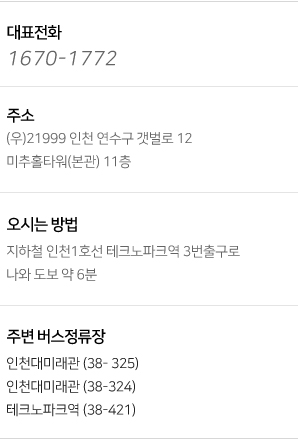 대표전화
1670-1772
주소
(우)21999 인천 연수구 갯벌로 12
미추홀타워(본관) 11층
오시는 방법
지하철 인천1호선 테크노파크역 3번출구로
나와 도보 약 6분
주변 버스정류장
인천대미래관 (38- 325)
인천대미래관 (38-324)
테크노파크역 (38-421)